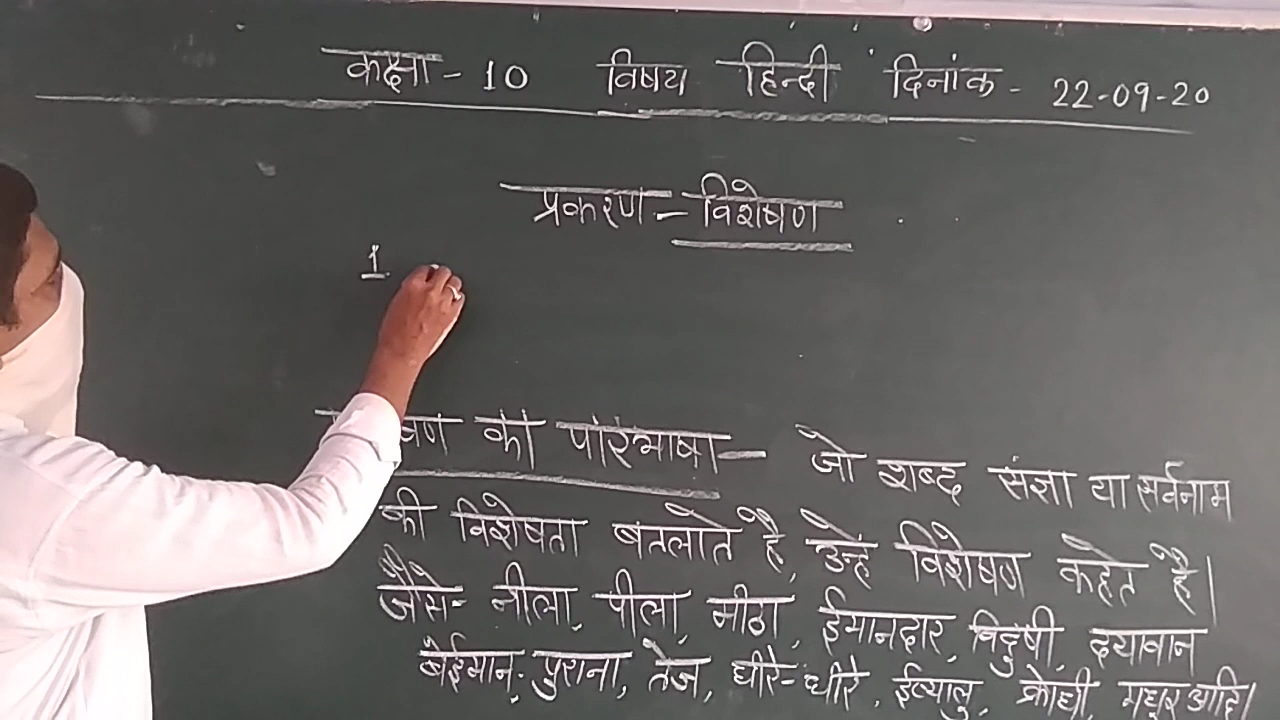 कक्षा - 10 विषय हिन्दी दिनांक - 22-09-20
प्रकरण - विशेषण
1.
षण की परिभाषा - जो शब्द संज्ञा या सर्वनाम
की विशेषता बतलाते है, उन्हे विशेषण कहते है।
जैसे- नीला, पीला, मीठा, ईमानदार, विदुषी, दयावान
बेईमान, पुराना, तेज, धीरे-धीरे, ईर्ष्यालु, क्रोधी, मधुर आदि।